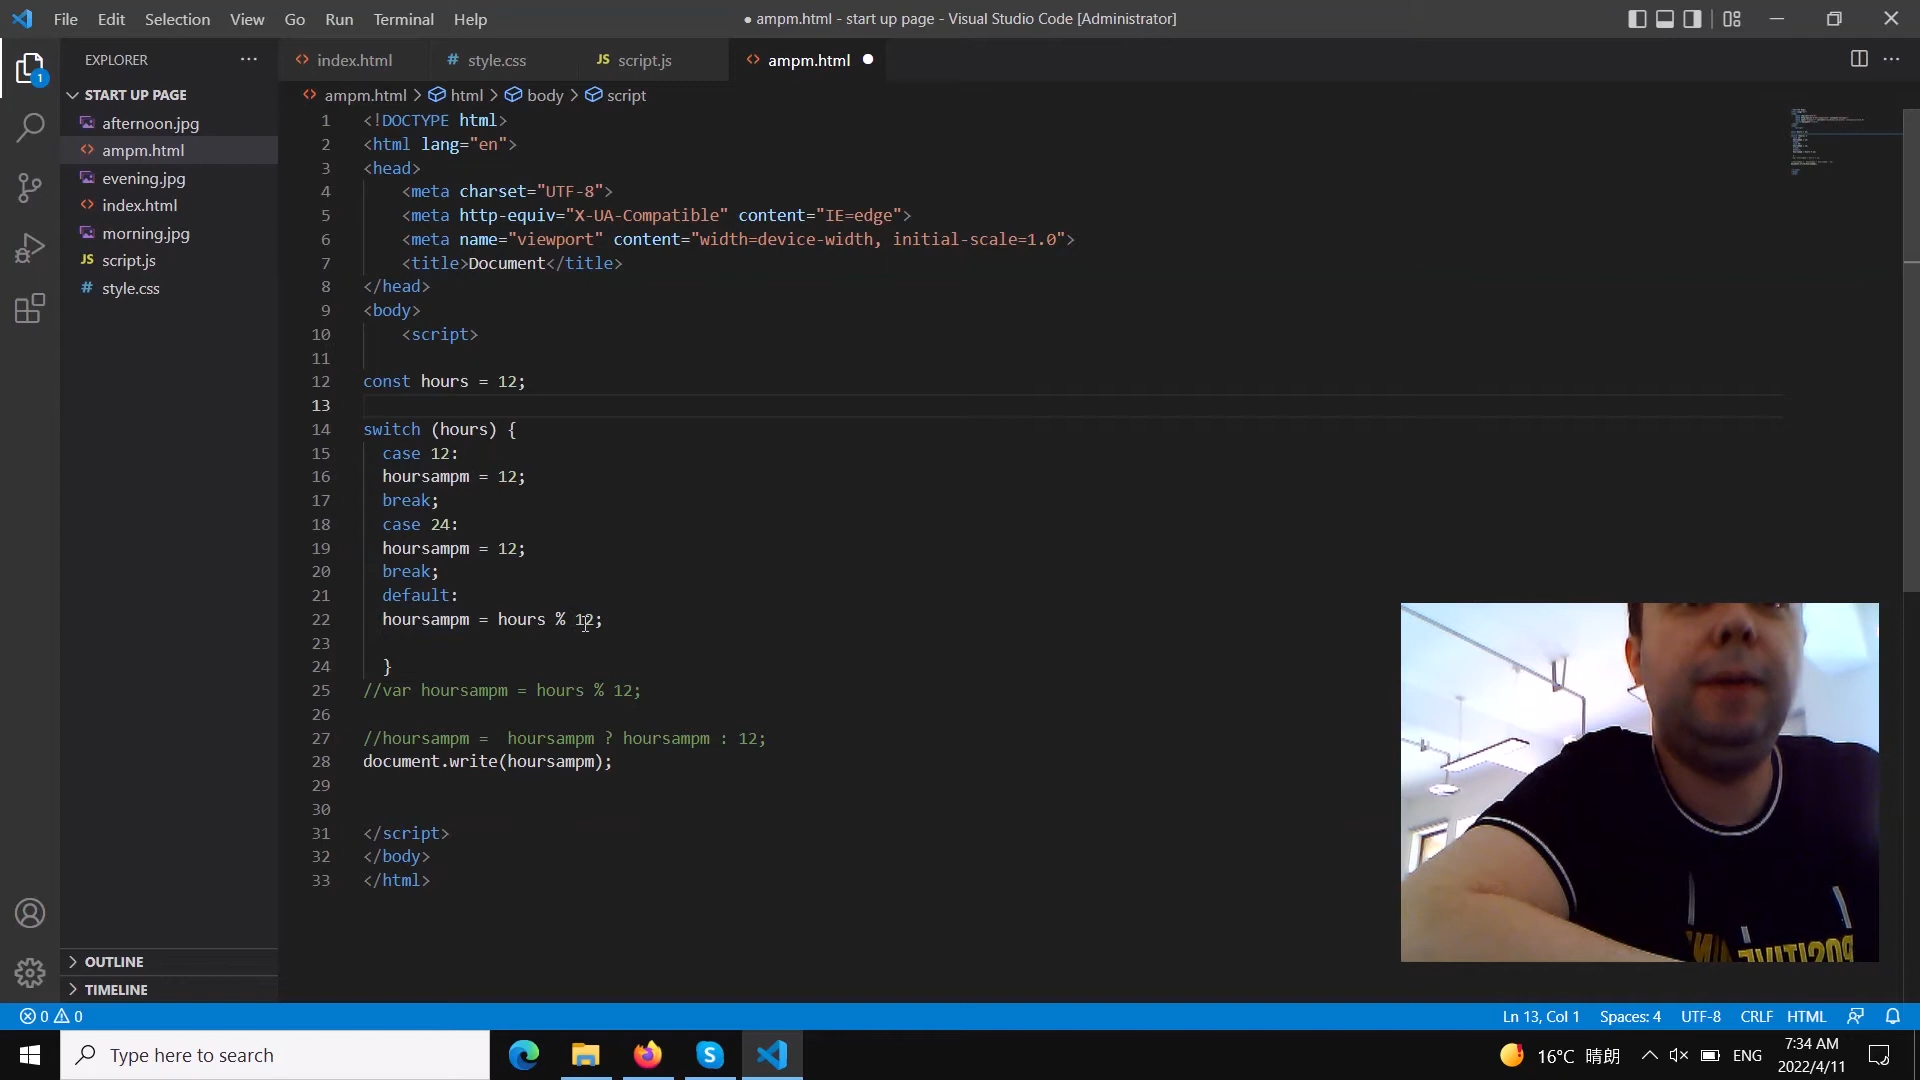 File Edit Selection View Go Run Terminal Help
● ampm.html - start up page - Visual Studio Code [Administrator]
EXPLORER
START UP PAGE
afternoon.jpg
ampm.html
evening.jpg
index.html
morning.jpg
JS script.js
# style.css
OUTLINE
TIMELINE
index.html # style.css JS script.js ampm.html
ampm.html > html > body > script
1 <!DOCTYPE html>
2 <html lang="en">
3 <head>
4 <meta charset="UTF-8">
5 <meta http-equiv="X-UA-Compatible" content="IE=edge">
6 <meta name="viewport" content="width=device-width, initial-scale=1.0">
7 <title>Document</title>
8 </head>
9 <body>
10 <script>
11
12 const hours = 12;
13
14 switch (hours) {
15 case 12:
16 hoursampm = 12;
17 break;
18 case 24:
19 hoursampm = 12;
20 break;
21 default:
22 hoursampm = hours % 12;
23
24 }
25 //var hoursampm = hours % 12;
26
27 //hoursampm =  hoursampm ? hoursampm : 12;
28 document.write(hoursampm);
29
30
31 </script>
32 </body>
33 </html>
1
0 0
Ln 13, Col 1 Spaces: 4 UTF-8 CRLF HTML
Type here to search
16°C 晴朗 ENG
7:34 AM
2022/4/11
POSITIVE